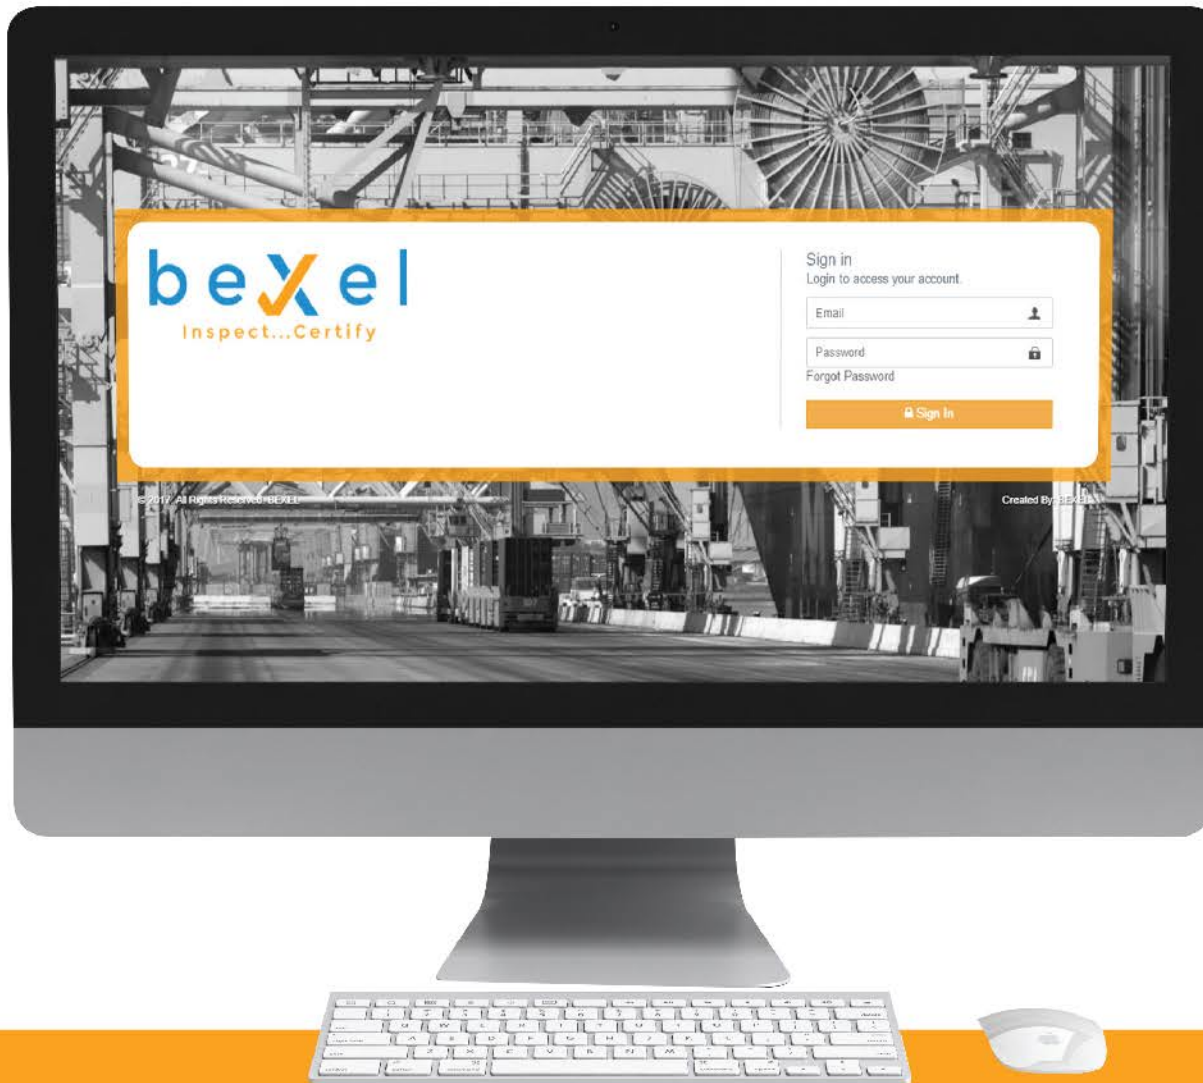 bexel
Inspect...Certify
Sign in
Login to access your account.
Email
Password
Forgot Password
Sign In
© 2017 All Rights Reserved. BEXEL
Created By: BEXEL